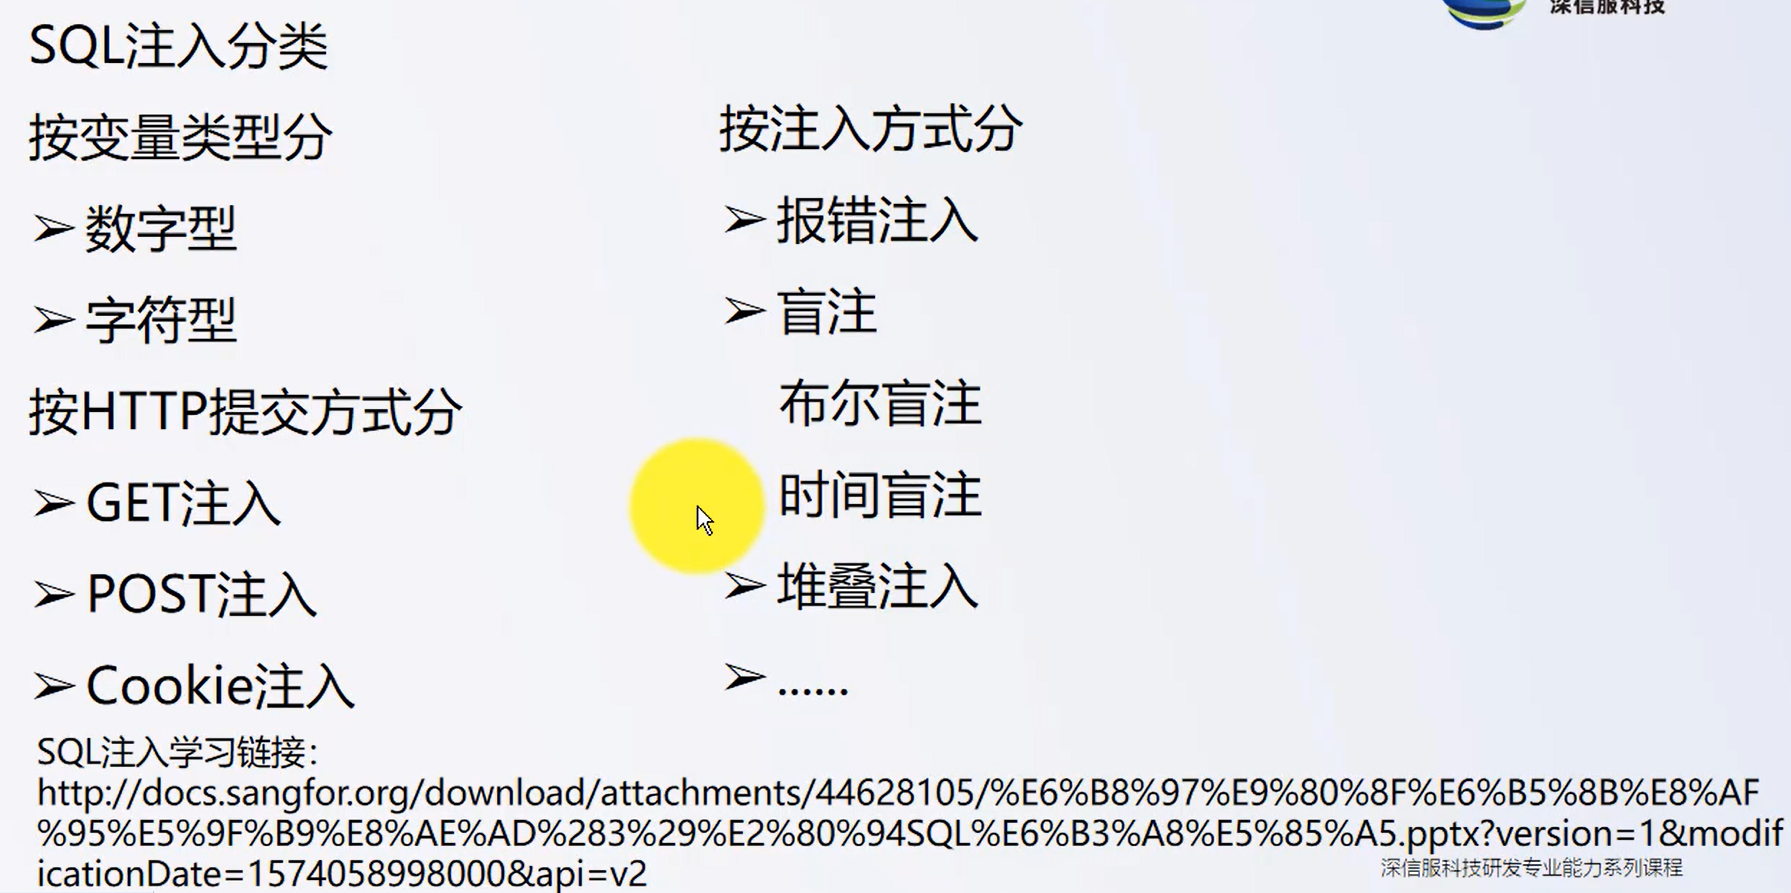 深信服科技
SQL注入分类
按变量类型分
➢ 数字型
➢ 字符型
按HTTP提交方式分
➢ GET注入
➢ POST注入
➢ Cookie注入
按注入方式分
➢ 报错注入
➢ 盲注
布尔盲注
时间盲注
➢ 堆叠注入
➢ ......
SQL注入学习链接：
http://docs.sangfor.org/download/attachments/44628105/%E6%B8%97%E9%80%8F%E6%B5%8B%E8%AF
%95%E5%9F%B9%E8%AE%AD%283%29%E2%80%94SQL%E6%B3%A8%E5%85%A5.pptx?version=1&modif
icationDate=1574058998000&api=v2
深信服科技研发专业能力系列课程